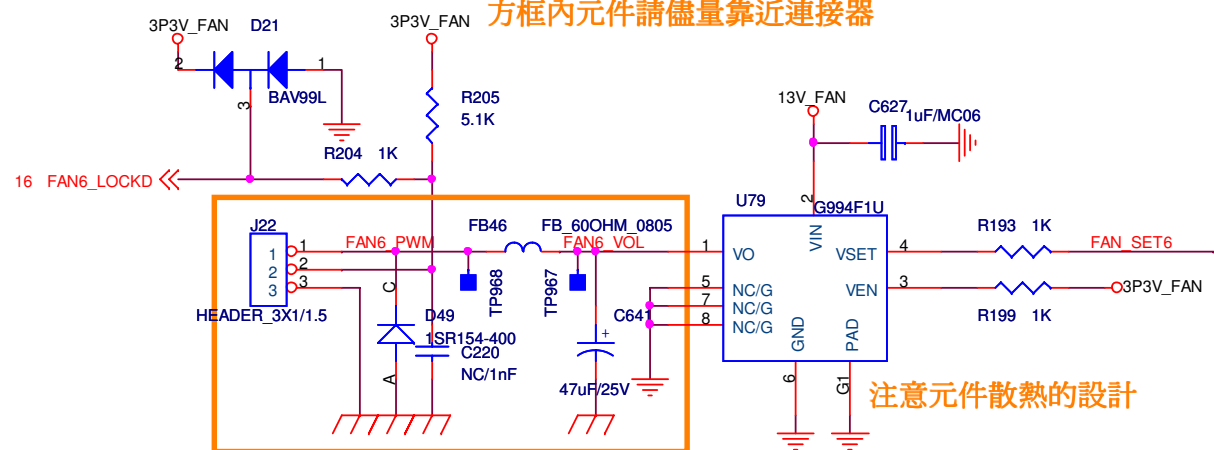 方框內元件請儘量靠近連接器
3P3V_FAN
D21
3P3V_FAN
2
1
BAV99L
3
R205
5.1K
13V_FAN
C627
1uF/MC06
R204 1K
16 FAN6_LOCKD
U79
G994F1U
2
J22
FB46
FB_60OHM_0805
R193 1K
1
1
FAN6_PWM
FAN6_VOL
1
VO
VIN
VSET
4
FAN_SET6
2
2
3
3
TP968
TP967
5
NC/G
VEN
3
3P3V_FAN
7
NC/G
8
NC/G
HEADER_3X1/1.5
C
D49
1SR154-400
C641
+
R199 1K
GND
PAD
C220
NC/1nF
A
47uF/25V
6
G1
注意元件散熱的設計